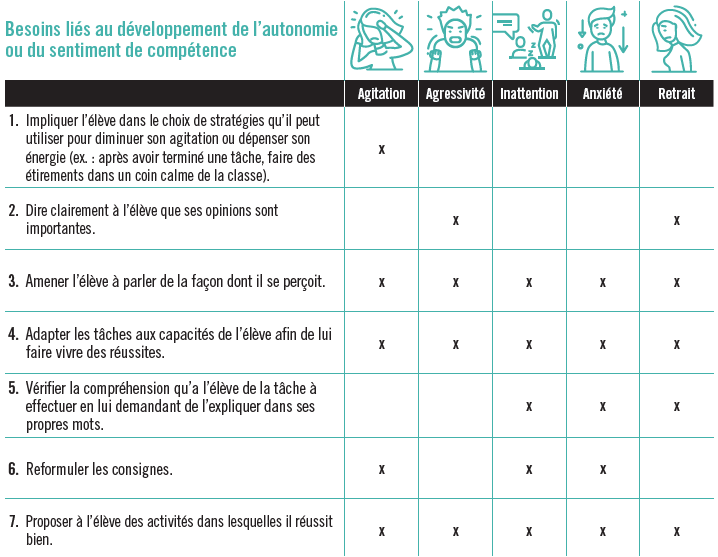 Besoins liés au développement de l'autonomie
ou du sentiment de compétence
Agitation Agressivité Inattention Anxiété Retrait
1. Impliquer l'élève dans le choix de stratégies qu'il peut
utiliser pour diminuer son agitation ou dépenser son
énergie (ex. : après avoir terminé une tâche, faire des
étirements dans un coin calme de la classe).
x
2. Dire clairement à l'élève que ses opinions sont
importantes.
x x
3. Amener l'élève à parler de la façon dont il se perçoit.
x x x x x
4. Adapter les tâches aux capacités de l'élève afin de lui
faire vivre des réussites.
x x x x x
5. Vérifier la compréhension qu'a l'élève de la tâche à
effectuer en lui demandant de l'expliquer dans ses
propres mots.
x x x
6. Reformuler les consignes.
x x x
7. Proposer à l'élève des activités dans lesquelles il réussit
bien.
x x x x x